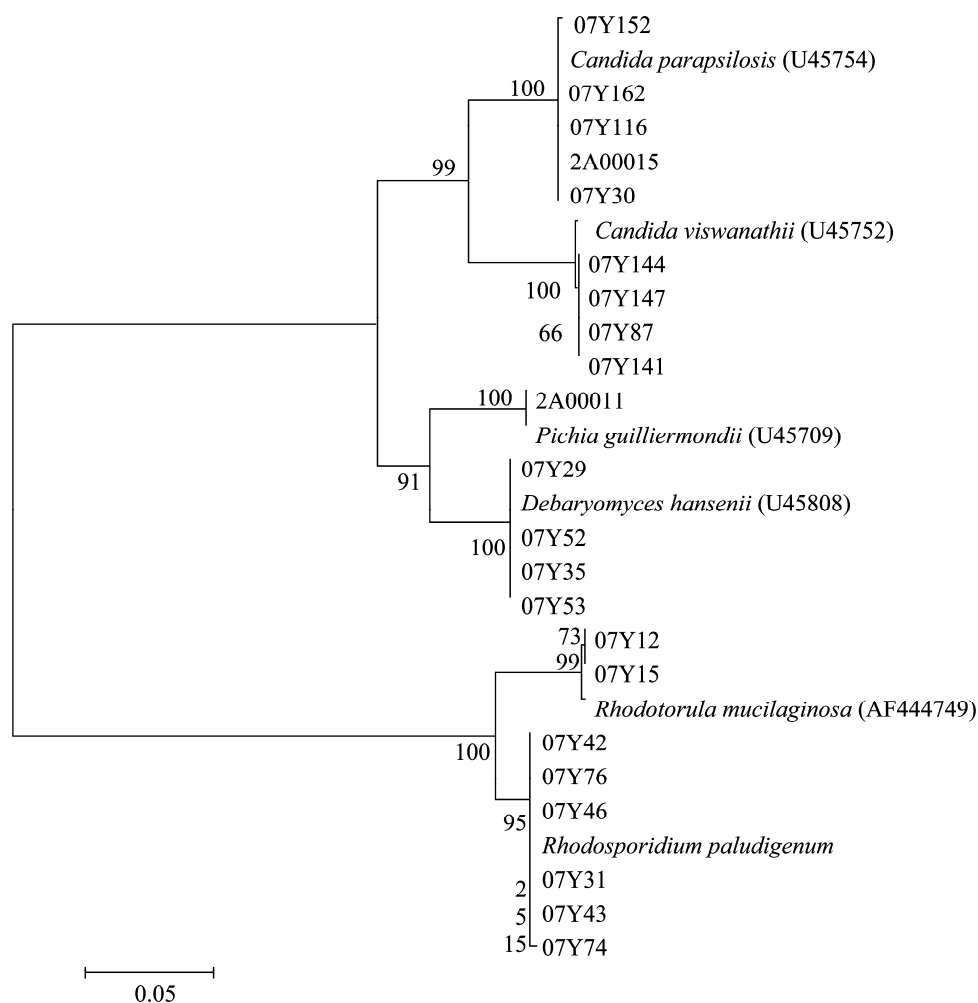 07Y152
Candida parapsilosis (U45754)
100
07Y162
07Y116
2A00015
99
07Y30
Candida viswanathii (U45752)
07Y144
100
07Y147
66
07Y87
07Y141
100
2A00011
Pichia guilliermondii (U45709)
91
07Y29
Debaryomyces hansenii (U45808)
07Y52
100
07Y35
07Y53
73
07Y12
99
07Y15
Rhodotorula mucilaginosa (AF444749)
100
07Y42
07Y76
07Y46
95
Rhodosporidium paludigenum
07Y31
2
07Y43
5
15
07Y74
0.05